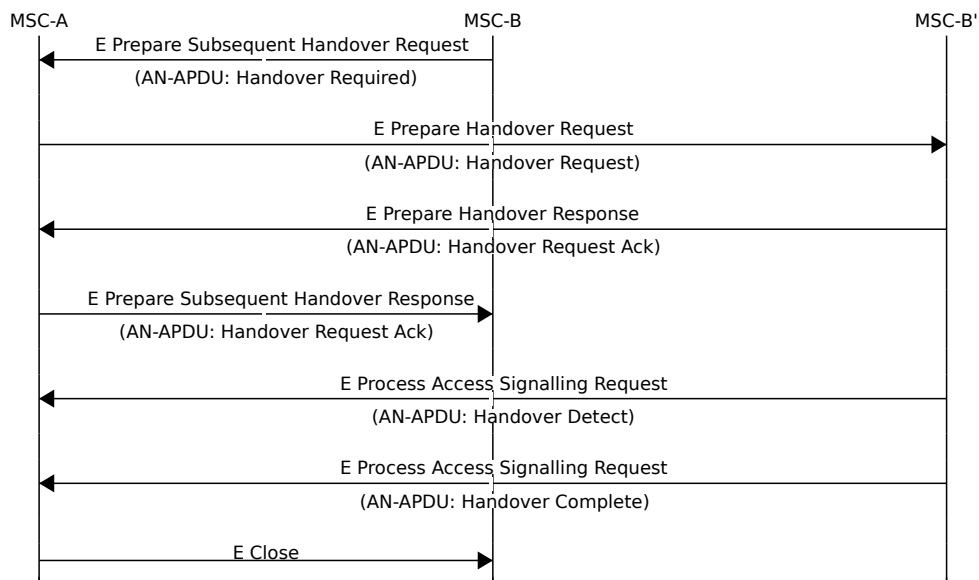 MSC-A MSC-B MSC-B'
E Prepare Subsequent Handover Request
(AN-APDU: Handover Required)
E Prepare Handover Request
(AN-APDU: Handover Request)
E Prepare Handover Response
(AN-APDU: Handover Request Ack)
E Prepare Subsequent Handover Response
(AN-APDU: Handover Request Ack)
E Process Access Signalling Request
(AN-APDU: Handover Detect)
E Process Access Signalling Request
(AN-APDU: Handover Complete)
E Close